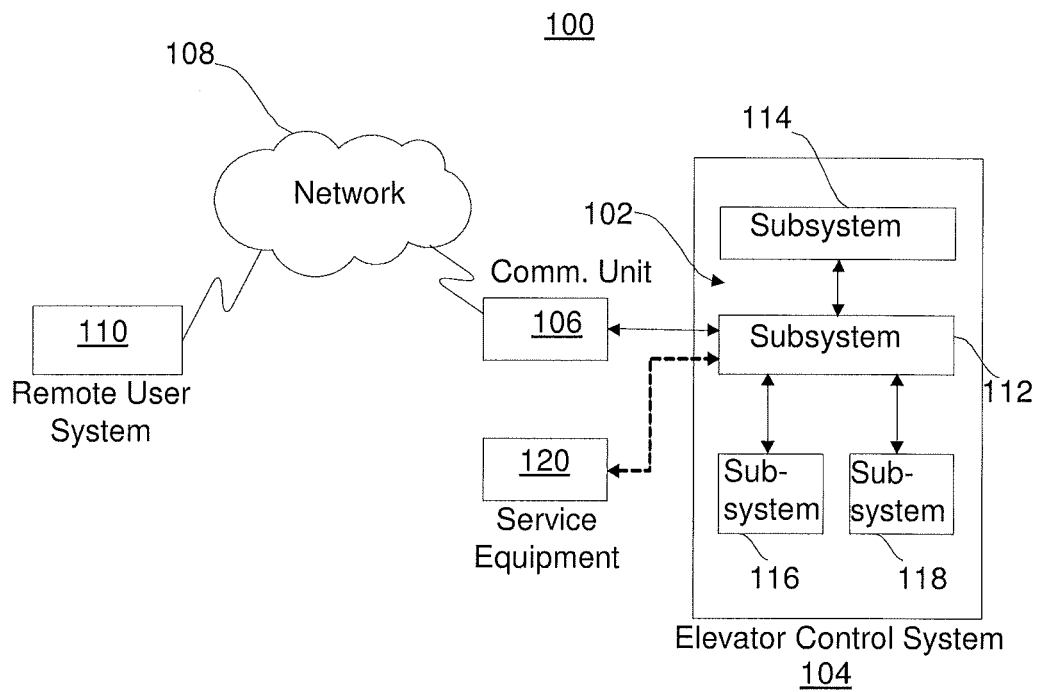 100
108
114
Network
Subsystem
102
Comm. Unit
110
106
Subsystem
Remote User
System
112
120
Service
Equipment
Sub-
system
Sub-
system
116
118
Elevator Control System
104